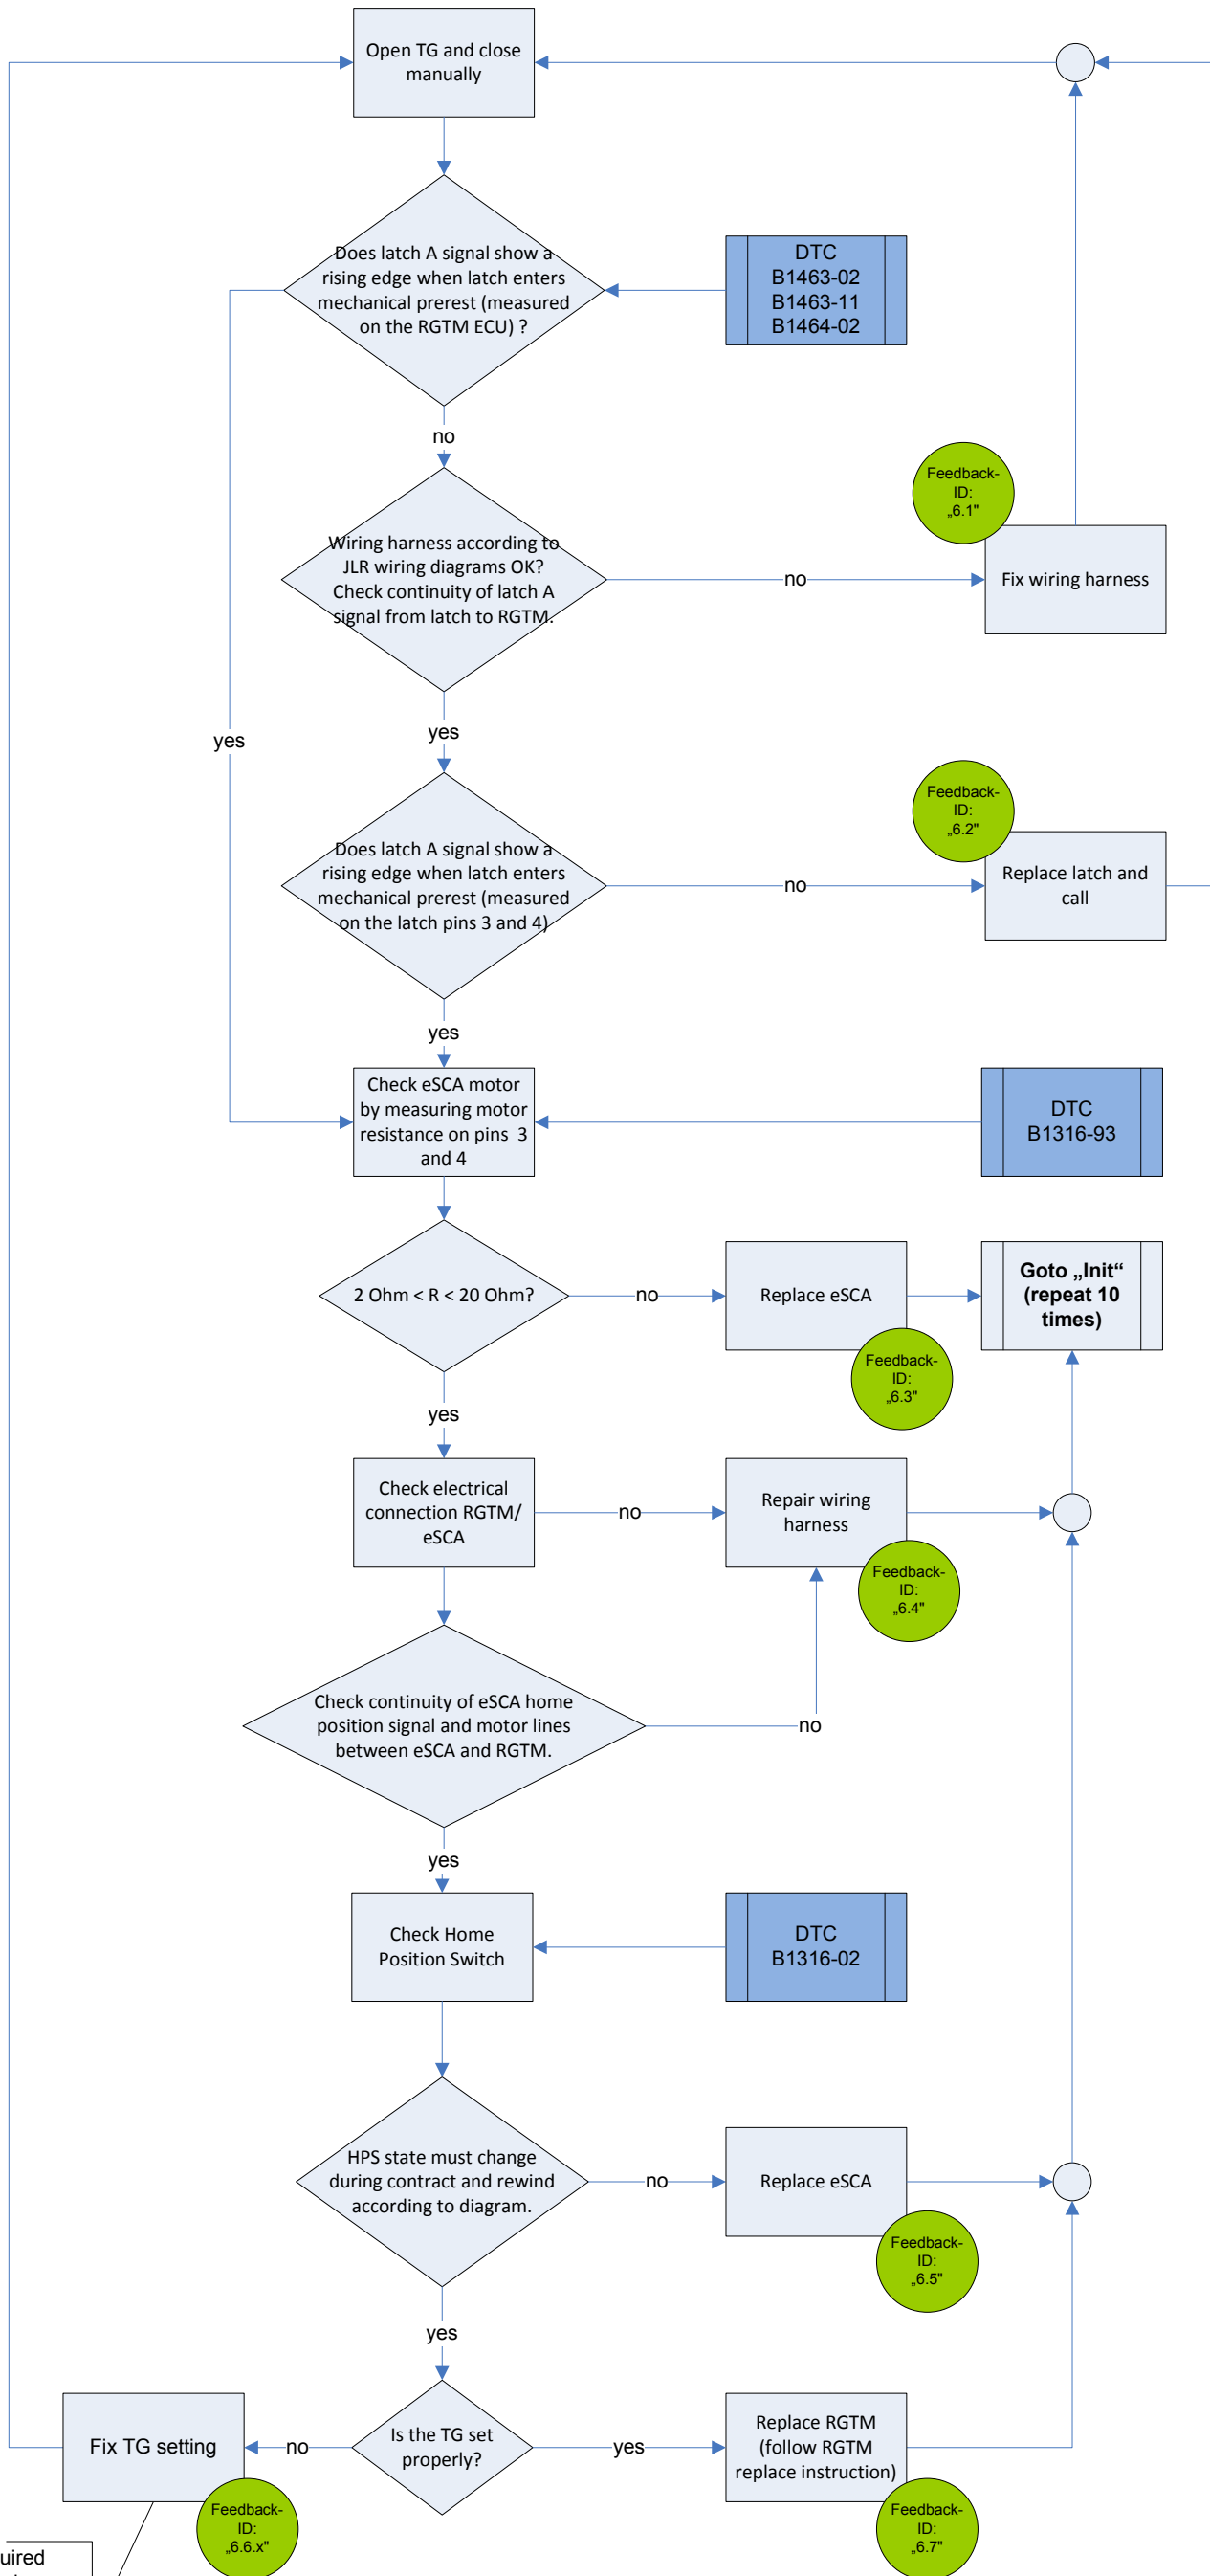 Open TG and close
manually
Does latch A signal show a
rising edge when latch enters
mechanical prerest (measured
on the RGTM ECU) ?
DTC
B1463-02
B1463-11
B1464-02
no
yes
Feedback-
ID:
„6.1"
Wiring harness according to
JLR wiring diagrams OK?
Check continuity of latch A
signal from latch to RGTM.
no
Fix wiring harness
yes
Feedback-
ID:
„6.2"
Does latch A signal show a
rising edge when latch enters
mechanical prerest (measured
on the latch pins 3 and 4)
no
Replace latch and
call
yes
Check eSCA motor
by measuring motor
resistance on pins 3
and 4
DTC
B1316-93
2 Ohm < R < 20 Ohm?
no
Replace eSCA
Goto „Init“
(repeat 10
times)
Feedback-
ID:
„6.3"
yes
Check electrical
connection RGTM/
eSCA
no
Repair wiring
harness
Feedback-
ID:
„6.4"
Check continuity of eSCA home
position signal and motor lines
between eSCA and RGTM.
no
yes
Check Home
Position Switch
DTC
B1316-02
HPS state must change
during contract and rewind
according to diagram.
no
Replace eSCA
Feedback-
ID:
„6.5"
yes
Fix TG setting
no
Is the TG set
properly?
yes
Replace RGTM
(follow RGTM
replace instruction)
Feedback-
ID:
„6.6.x"
Feedback-
ID:
„6.7"